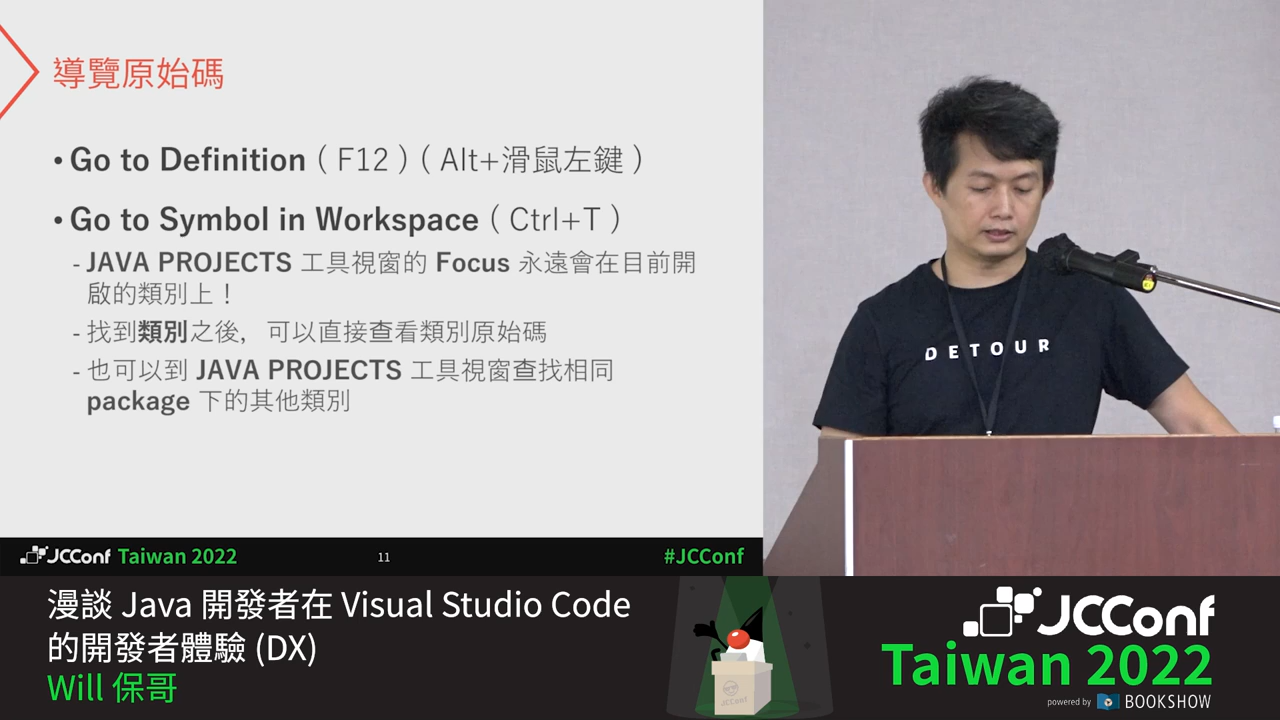 導覽原始碼
• Go to Definition ( F12 ) ( Alt+滑鼠左鍵 )
• Go to Symbol in Workspace ( Ctrl+T )
- JAVA PROJECTS 工具視窗的 Focus 永遠會在目前開
啟的類別上！
- 找到類別之後，可以直接查看類別原始碼
- 也可以到 JAVA PROJECTS 工具視窗查找相同
package 下的其他類別
JCConf Taiwan 2022
11
#JCConf
DETOUR
漫談 Java 開發者在 Visual Studio Code
的開發者體驗 (DX)
Will 保哥
JCConf
JCConf
Taiwan 2022
powered by BOOKSHOW